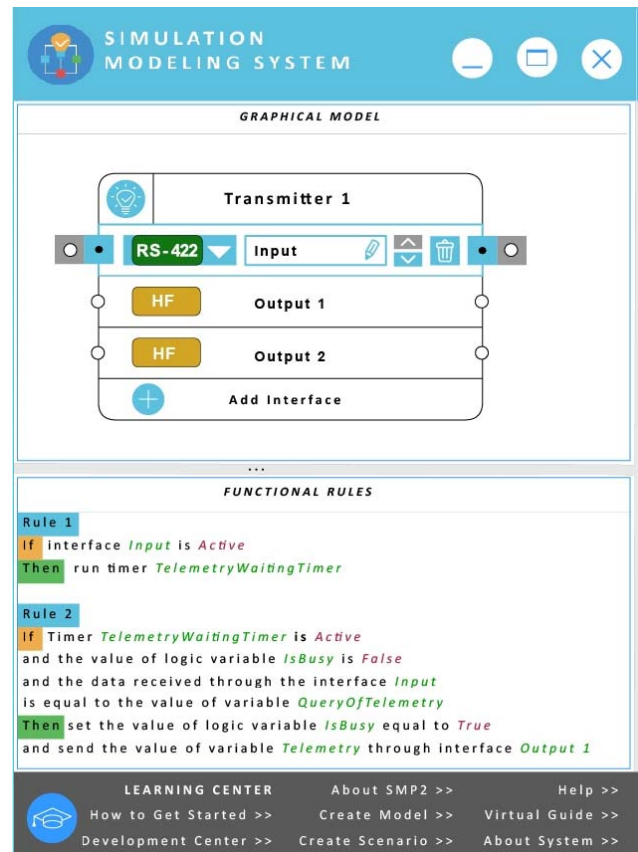 SIMULATION
MODELING SYSTEM
GRAPHICAL MODEL
Transmitter 1
RS-422 Input
HF Output 1
HF Output 2
Add Interface
...
FUNCTIONAL RULES
Rule 1
If interface Input is Active
Then run timer TelemetryWaitingTimer
Rule 2
If Timer TelemetryWaitingTimer is Active
and the value of logic variable IsBusy is False
and the data received through the interface Input
is equal to the value of variable QueryOfTelemetry
Then set the value of logic variable IsBusy equal to True
and send the value of variable Telemetry through interface Output 1
LEARNING CENTER About SMP2 >> Help >>
How to Get Started >> Create Model >> Virtual Guide >>
Development Center >> Create Scenario >> About System >>